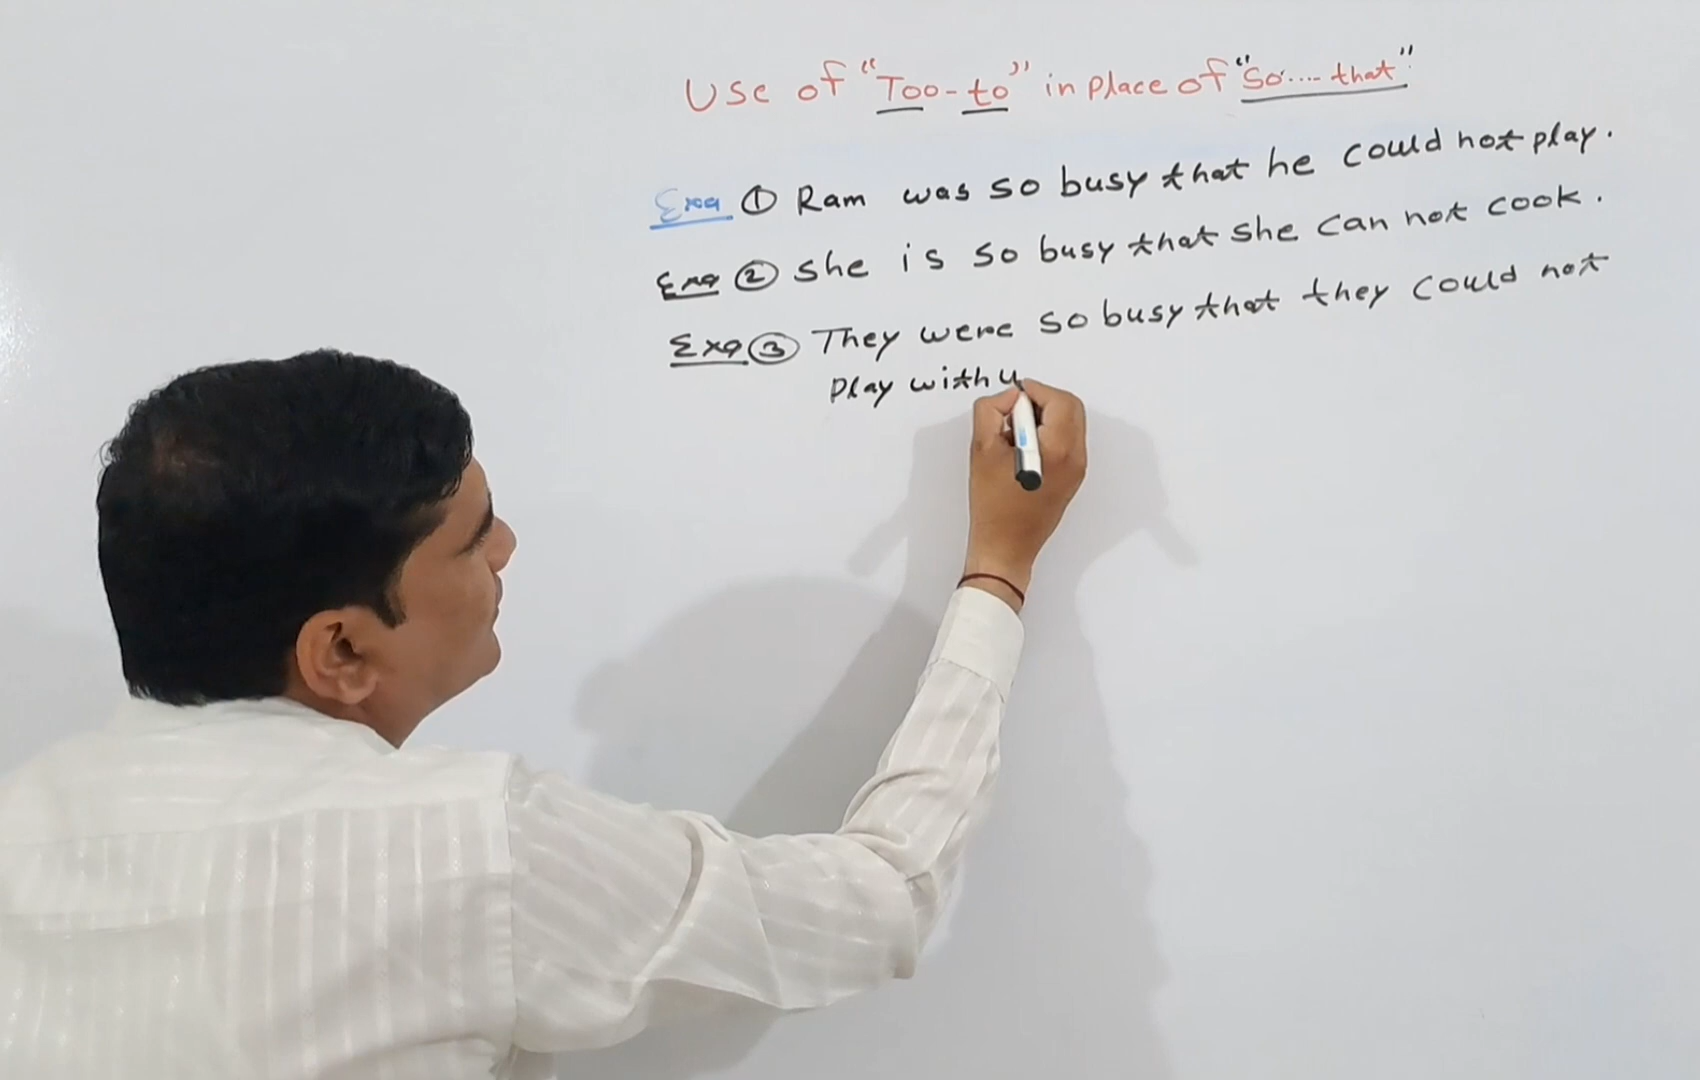 Use of "Too-to" in place of "So.... that"
Exa ① Ram was so busy that he could not play.
Exa ② she is so busy that she can not cook.
Exa ③ They were so busy that they could not
play with u